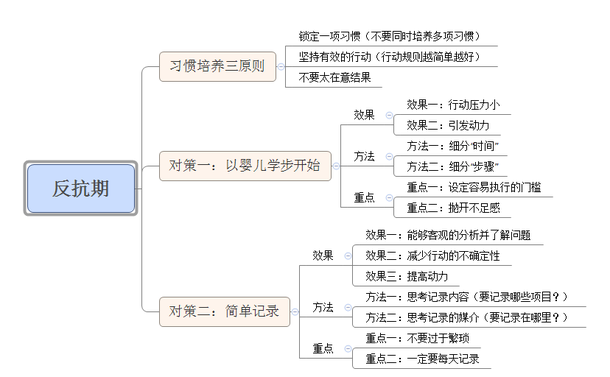 反抗期
习惯培养三原则
锁定一项习惯（不要同时培养多项习惯）
坚持有效的行动（行动规则越简单越好）
不要太在意结果
对策一：以婴儿学步开始
效果
效果一：行动压力小
效果二：引发动力
方法
方法一：细分“时间”
方法二：细分“步骤”
重点
重点一：设定容易执行的门槛
重点二：抛开不足感
对策二：简单记录
效果
效果一：能够客观的分析并了解问题
效果二：减少行动的不确定性
效果三：提高动力
方法
方法一：思考记录内容（要记录哪些项目？）
方法二：思考记录的媒介（要记录在哪里？）
重点
重点一：不要过于繁琐
重点二：一定要每天记录